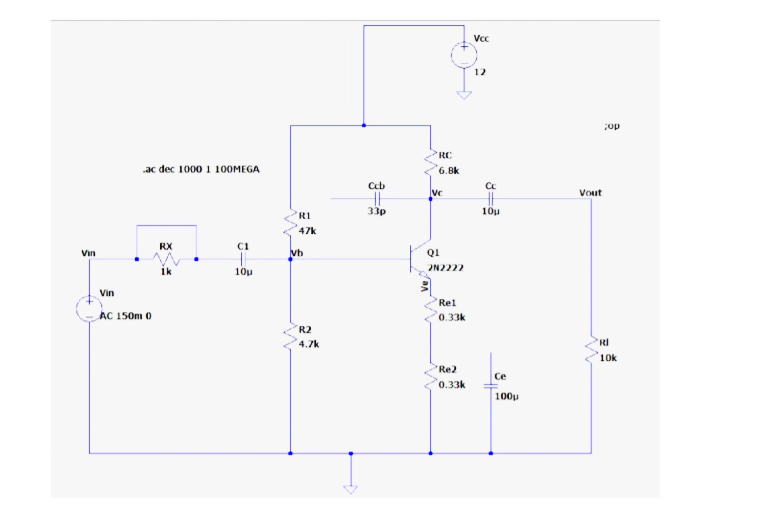 Vcc
12
;op
.ac dec 1000 1 100MEGA
RC
6.8k
Ccb
33p
Vc
Cc
10µ
Vout
R1
47k
Vin
RX
1k
C1
10µ
Vb
Q1
2N2222
Ve
Vin
AC 150m 0
Re1
0.33k
R2
4.7k
Rl
10k
Re2
0.33k
Ce
100µ